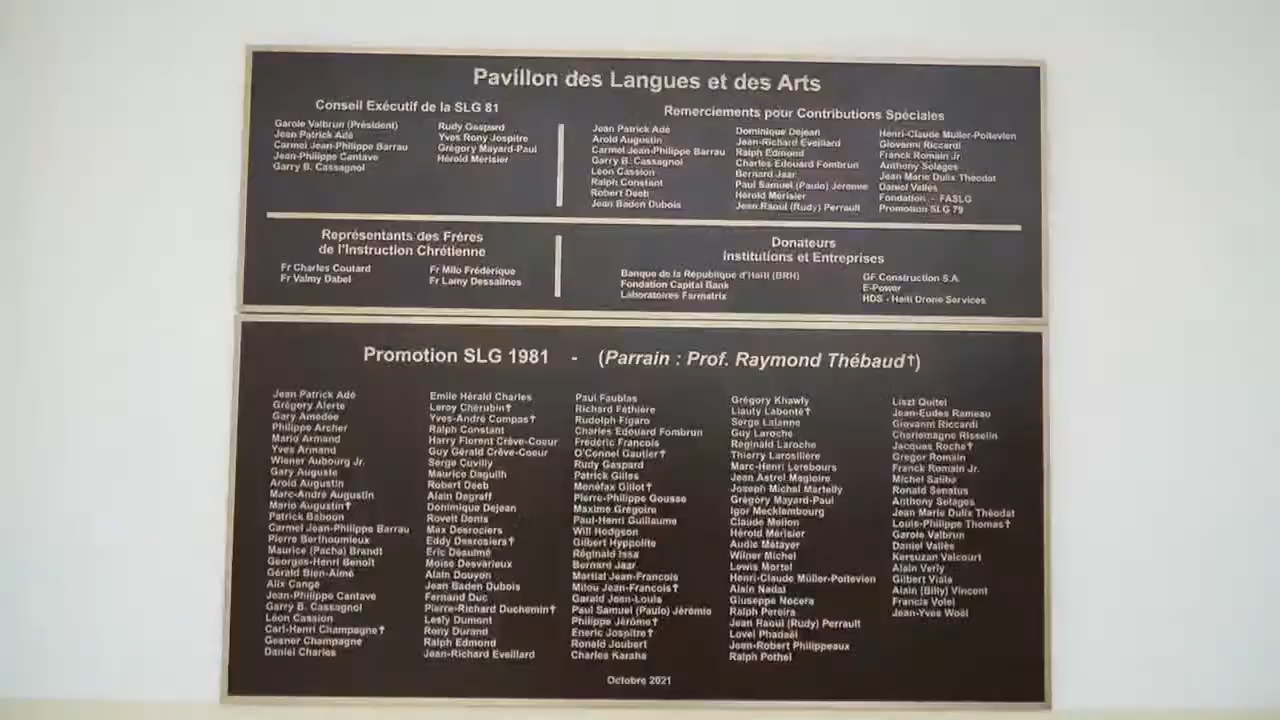 Pavillon des Langues et des Arts
Conseil Exécutif de la SLG 81
Garole Valbrun (Président)
Jean Patrick Adé
Carmel Jean-Philippe Barrau
Jean-Philippe Cantave
Garry B. Cassagnol
Rudy Gaspard
Yves Rony Jospitre
Grégory Mayard-Paul
Hérold Mérisier
Remerciements pour Contributions Spéciales
Jean Patrick Adé
Arold Augustin
Carmel Jean-Philippe Barrau
Garry B. Cassagnol
Léon Cassion
Ralph Constant
Robert Deeb
Jean Baden Dubois
Dominique Dejean
Jean-Richard Eveillard
Ralph Edmond
Charles Edouard Fombrun
Bernard Jaar
Paul Samuel (Paulo) Jérôme
Hérold Mérisier
Jean Raoul (Rudy) Perrault
Henri-Claude Müller-Poitevien
Giovanni Riccardi
Franck Romain Jr.
Anthony Solages
Jean Marie Dulix Théodat
Daniel Vallès
Fondation - FASLG
Promotion SLG 79
Représentants des Frères
de l'Instruction Chrétienne
Fr Charles Coutard
Fr Valmy Dabel
Fr Milo Frédérique
Fr Lamy Dessalines
Donateurs
Institutions et Entreprises
Banque de la République d'Haïti (BRH)
Fondation Capital Bank
Laboratoires Farmatrix
GF Construction S.A.
E-Power
HDS - Haiti Drone Services
Promotion SLG 1981 - (Parrain : Prof. Raymond Thébaud†)
Jean Patrick Adé
Grégory Alerte
Gary Amedée
Philippe Archer
Mario Armand
Yves Armand
Wiener Aubourg Jr.
Gary Auguste
Arold Augustin
Marc-André Augustin
Mario Augustin†
Patrick Baboun
Carmel Jean-Philippe Barrau
Pierre Berthoumieux
Maurice (Pacha) Brandt
Georges-Henri Benoît
Gérald Bien-Aimé
Alix Cangé
Jean-Philippe Cantave
Garry B. Cassagnol
Léon Cassion
Carl-Henri Champagne†
Gesner Champagne
Daniel Charles
Emile Hérald Charles
Leroy Chérubin†
Yves-André Compas†
Ralph Constant
Harry Florent Crêve-Coeur
Guy Gérald Crêve-Coeur
Serge Cuvilly
Maurice Daguilh
Robert Deeb
Alain Degraff
Dominique Dejean
Rovelt Denis
Max Desrociers
Eddy Desrosiers†
Eric Désulmé
Moïse Desvarieux
Alain Douyon
Jean Baden Dubois
Fernand Duc
Pierre-Richard Duchemin†
Lesly Dumont
Rony Durand
Ralph Edmond
Jean-Richard Eveillard
Paul Faublas
Richard Féthière
Rudolph Figaro
Charles Edouard Fombrun
Frédéric Francois
O'Connel Gautier†
Rudy Gaspard
Patrick Gilles
Menéfax Gillot†
Pierre-Philippe Gousse
Maxime Grégoire
Paul-Henri Guillaume
Will Hodgson
Gilbert Hyppolite
Réginald Issa
Bernard Jaar
Martial Jean-Francois
Milou Jean-Francois†
Garald Jean-Louis
Paul Samuel (Paulo) Jérôme
Philippe Jérôme†
Eneric Jospitre†
Ronald Joubert
Charles Karaha
Grégory Khawly
Liauty Labonté†
Serge Lalanne
Guy Laroche
Réginald Laroche
Thierry Larosilière
Marc-Henri Lerebours
Jean Astrel Magloire
Joseph Michel Martelly
Grégory Mayard-Paul
Igor Mecklembourg
Claude Mellon
Hérold Mérisier
Audie Métayer
Wilner Michel
Lewis Mortel
Henri-Claude Müller-Poitevien
Alain Nadal
Giuseppe Nocera
Ralph Pereira
Jean Raoul (Rudy) Perrault
Lovel Phadaël
Jean-Robert Philippeaux
Ralph Pothel
Liszt Quitel
Jean-Eudes Rameau
Giovanni Riccardi
Charlemagne Risselin
Jacques Roche†
Gregor Romain
Franck Romain Jr.
Michel Saliba
Ronald Senatus
Anthony Solages
Jean Marie Dulix Théodat
Louis-Philippe Thomas†
Garole Valbrun
Daniel Vallès
Kersuzan Valcourt
Alain Verly
Gilbert Viala
Alain (Billy) Vincent
Francis Volel
Jean-Yves Woël
Octobre 2021